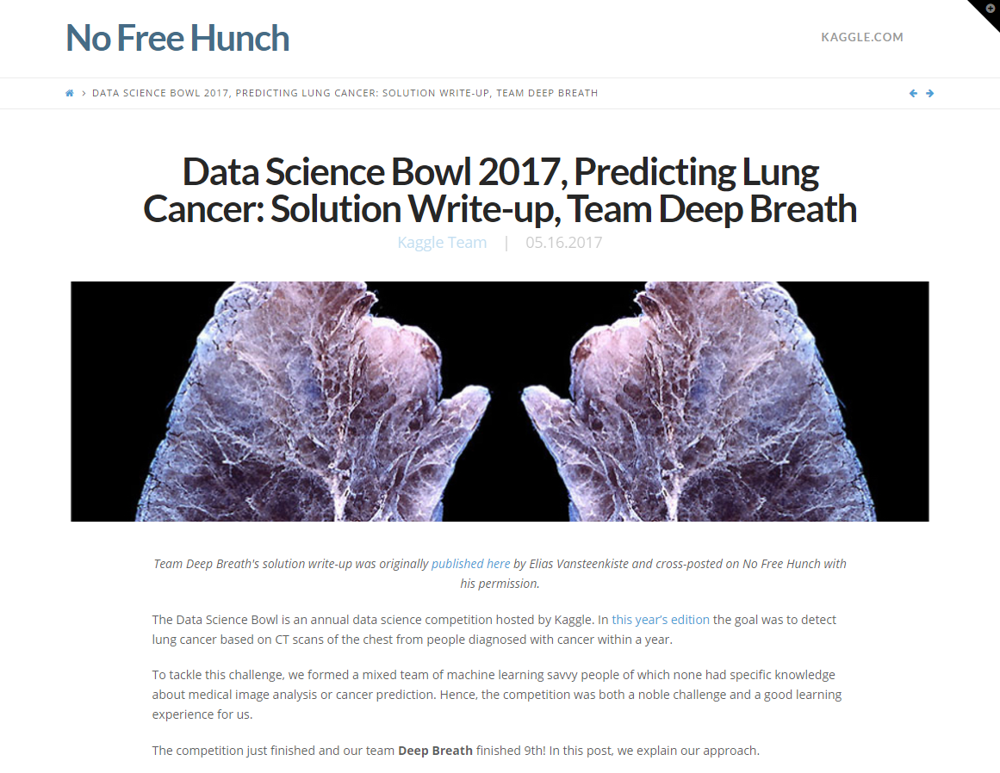 No Free Hunch
KAGGLE.COM
DATA SCIENCE BOWL 2017, PREDICTING LUNG CANCER: SOLUTION WRITE-UP, TEAM DEEP BREATH
Data Science Bowl 2017, Predicting Lung
Cancer: Solution Write-up, Team Deep Breath
Kaggle Team | 05.16.2017
Team Deep Breath's solution write-up was originally published here by Elias Vansteenkiste and cross-posted on No Free Hunch with
his permission.
The Data Science Bowl is an annual data science competition hosted by Kaggle. In this year’s edition the goal was to detect
lung cancer based on CT scans of the chest from people diagnosed with cancer within a year.
To tackle this challenge, we formed a mixed team of machine learning savvy people of which none had specific knowledge
about medical image analysis or cancer prediction. Hence, the competition was both a noble challenge and a good learning
experience for us.
The competition just finished and our team Deep Breath finished 9th! In this post, we explain our approach.